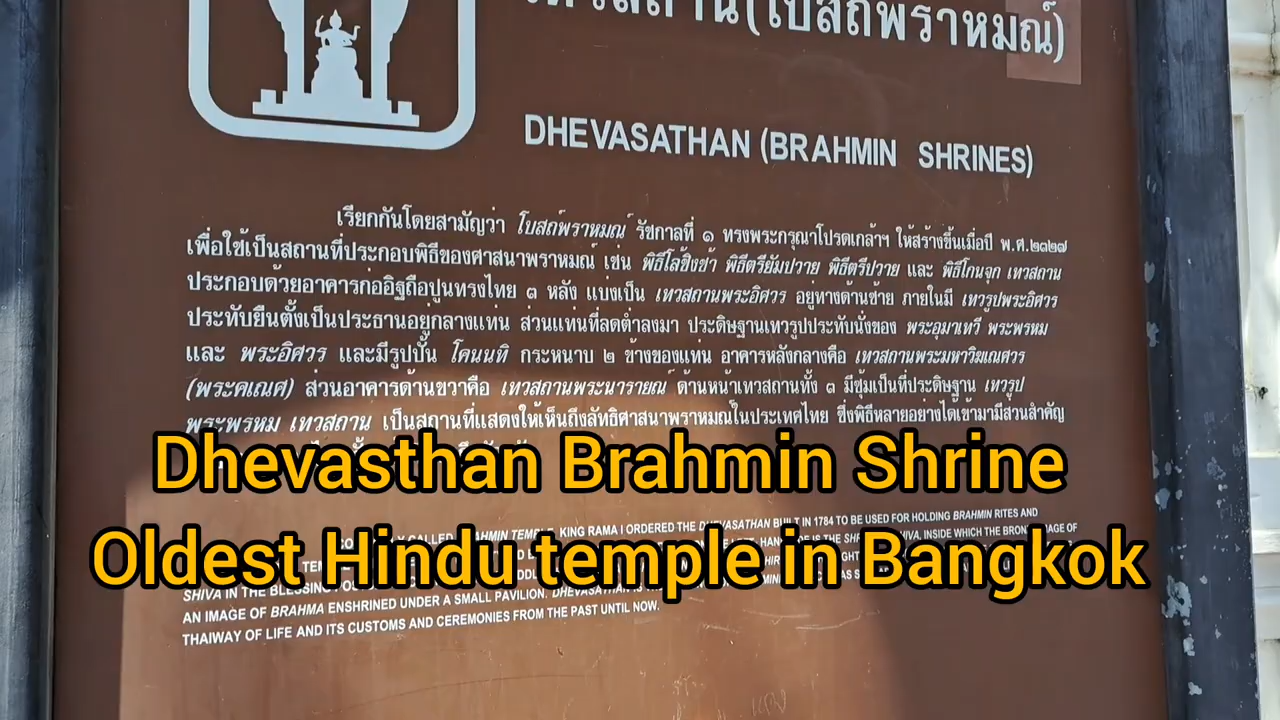 (โบสถ์พราหมณ์)
DHEVASATHAN (BRAHMIN SHRINES)
เรียกกันโดยสามัญว่า โบสถ์พราหมณ์ รัชกาลที่ ๑ ทรงพระกรุณาโปรดเกล้าฯ ให้สร้างขึ้นเมื่อปี พ.ศ.๒๓๒๗
เพื่อใช้เป็นสถานที่ประกอบพิธีของศาสนาพราหมณ์ เช่น พิธีโล้ชิงช้า พิธีตรียัมปวาย พิธีตรีปวาย และ พิธีโกนจุก เทวสถาน
ประกอบด้วยอาคารก่ออิฐถือปูนทรงไทย ๓ หลัง แบ่งเป็น เทวสถานพระอิศวร อยู่ทางด้านซ้าย ภายในมี เทวรูปพระอิศวร
ประทับยืนตั้งเป็นประธานอยู่กลางแท่น ส่วนแท่นที่ลดต่ำลงมา ประดิษฐานเทวรูปประทับนั่งของ พระอุมาเทวี พระพรหม
และ พระอิศวร และมีรูปปั้น โคนนทิ กระหนาบ ๒ ข้างของแท่น อาคารหลังกลางคือ เทวสถานพระมหาวิฆเณศวร
(พระคเณศ) ส่วนอาคารด้านขวาคือ เทวสถานพระนารายณ์ ด้านหน้าเทวสถานทั้ง ๓ มีซุ้มเป็นที่ประดิษฐาน เทวรูป
พระพรหม เทวสถาน เป็นสถานที่แสดงให้เห็นถึงลัทธิศาสนาพราหมณ์ในประเทศไทย ซึ่งพิธีหลายอย่างได้เข้ามามีส่วนสำคัญ
Dhevasthan Brahmin Shrine
KING RAMA I ORDERED THE DHEVASATHAN BUILT IN 1784 TO BE USED FOR HOLDING BRAHMIN RITES AND
Oldest Hindu temple in Bangkok
SHIVA, INSIDE WHICH THE
SHIVA IN THE BLESSING
AN IMAGE OF BRAHMA ENSHRINED UNDER A SMALL PAVILION. DHEVASATHAN
THAIWAY OF LIFE AND ITS CUSTOMS AND CEREMONIES FROM THE PAST UNTIL NOW.